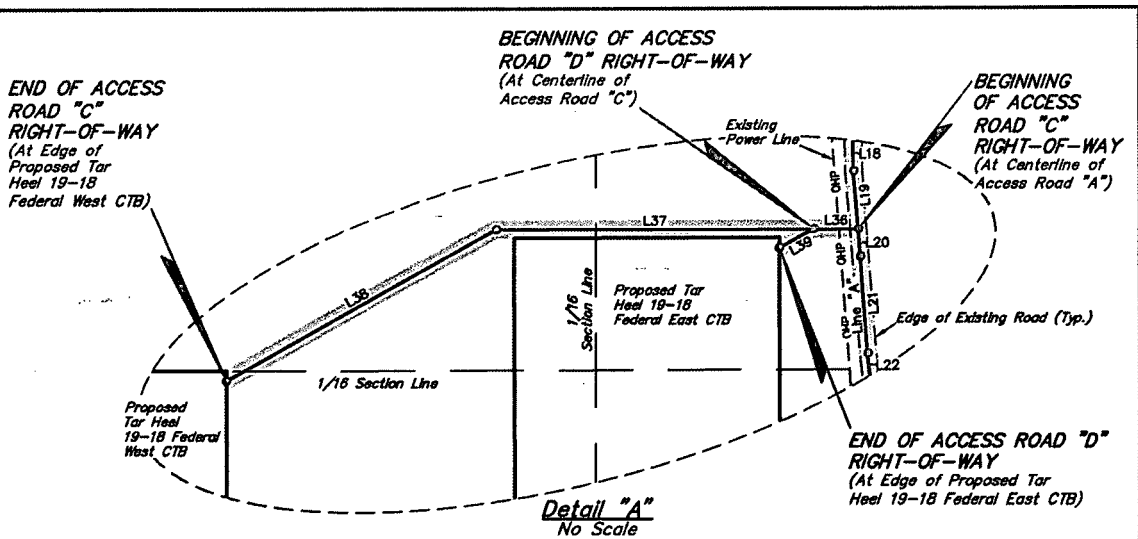 BEGINNING OF ACCESS
ROAD "D" RIGHT-OF-WAY
(At Centerline of
Access Road "C")
END OF ACCESS
ROAD "C"
RIGHT-OF-WAY
(At Edge of
Proposed Tar
Heel 19-18
Federal West CTB)
BEGINNING
OF ACCESS
ROAD "C"
RIGHT-OF-WAY
(At Centerline of
Access Road "A")
Existing
Power Line
OHP
L18
L19
L37
L36
L39
L20
OHP
L38
1/16
Section Line
Proposed Tar
Heel 19-18
Federal East CTB
Line "A"
OHP
L21
Edge of Existing Road (Typ.)
L22
1/16 Section Line
Proposed
Tar Heel
19-18 Federal
West CTB
END OF ACCESS ROAD "D"
RIGHT-OF-WAY
(At Edge of Proposed Tar
Heel 19-18 Federal East CTB)
Detail "A"
No Scale